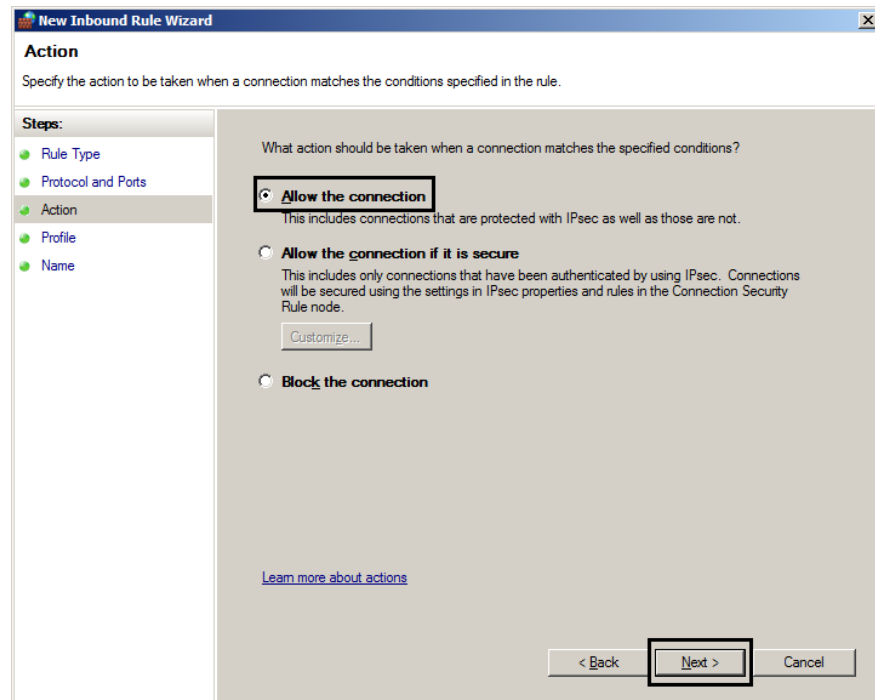 New Inbound Rule Wizard
Action
Specify the action to be taken when a connection matches the conditions specified in the rule.
Steps:
Rule Type
Protocol and Ports
Action
Profile
Name
What action should be taken when a connection matches the specified conditions?
Allow the connection
This includes connections that are protected with IPsec as well as those are not.
Allow the connection if it is secure
This includes only connections that have been authenticated by using IPsec. Connections
will be secured using the settings in IPsec properties and rules in the Connection Security
Rule node.
Customize...
Block the connection
Learn more about actions
< Back
Next >
Cancel